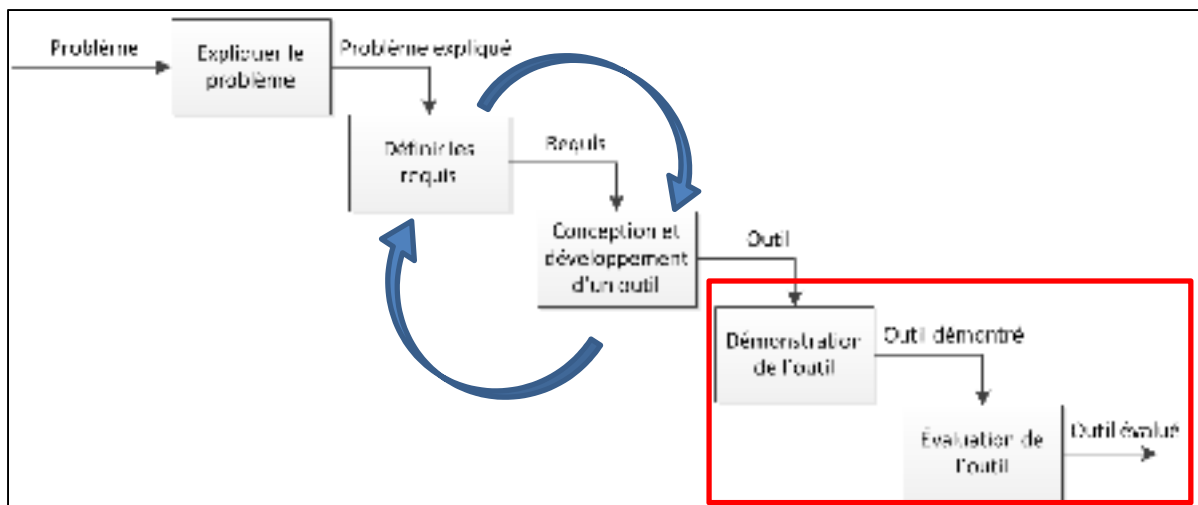 Problème
Expliquer le
problème
Problème expliqué
Définir les
requis
Requis
Conception et
développement
d'un outil
Outil
Démonstration
de l'outil
Outil démontré
Évaluation de
l'outil
Outil évalué